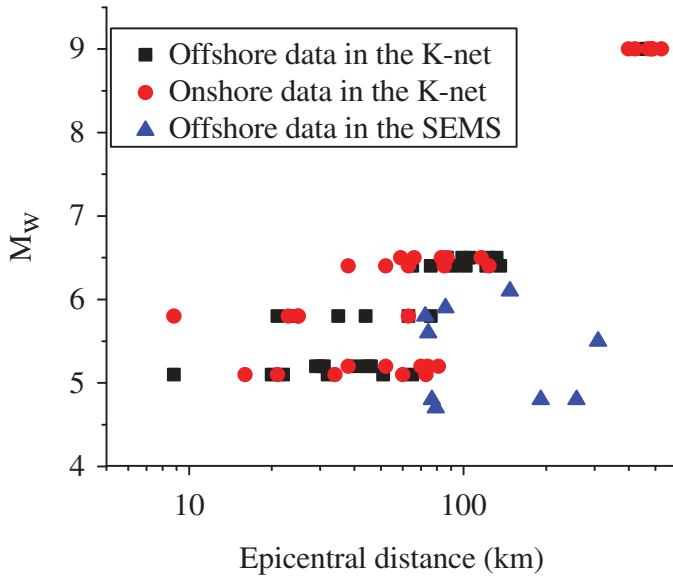 9
8
7
6
5
4
M_W
Offshore data in the K-net
Onshore data in the K-net
Offshore data in the SEMS
10
100
Epicentral distance (km)